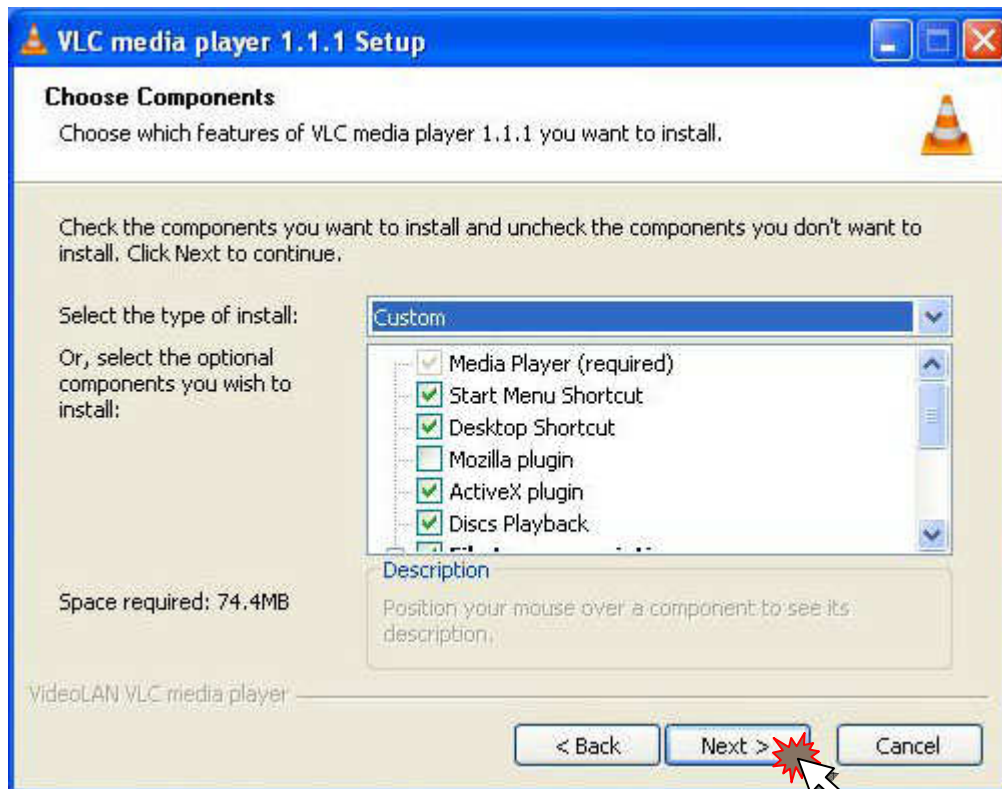 VLC media player 1.1.1 Setup
Choose Components
Choose which features of VLC media player 1.1.1 you want to install.
Check the components you want to install and uncheck the components you don't want to
install. Click Next to continue.
Select the type of install:
Custom
Or, select the optional
components you wish to
install:
Media Player (required)
Start Menu Shortcut
Desktop Shortcut
Mozilla plugin
ActiveX plugin
Discs Playback
Space required: 74.4MB
Description
Position your mouse over a component to see its
description.
VideoLAN VLC media player
< Back
Next >
Cancel